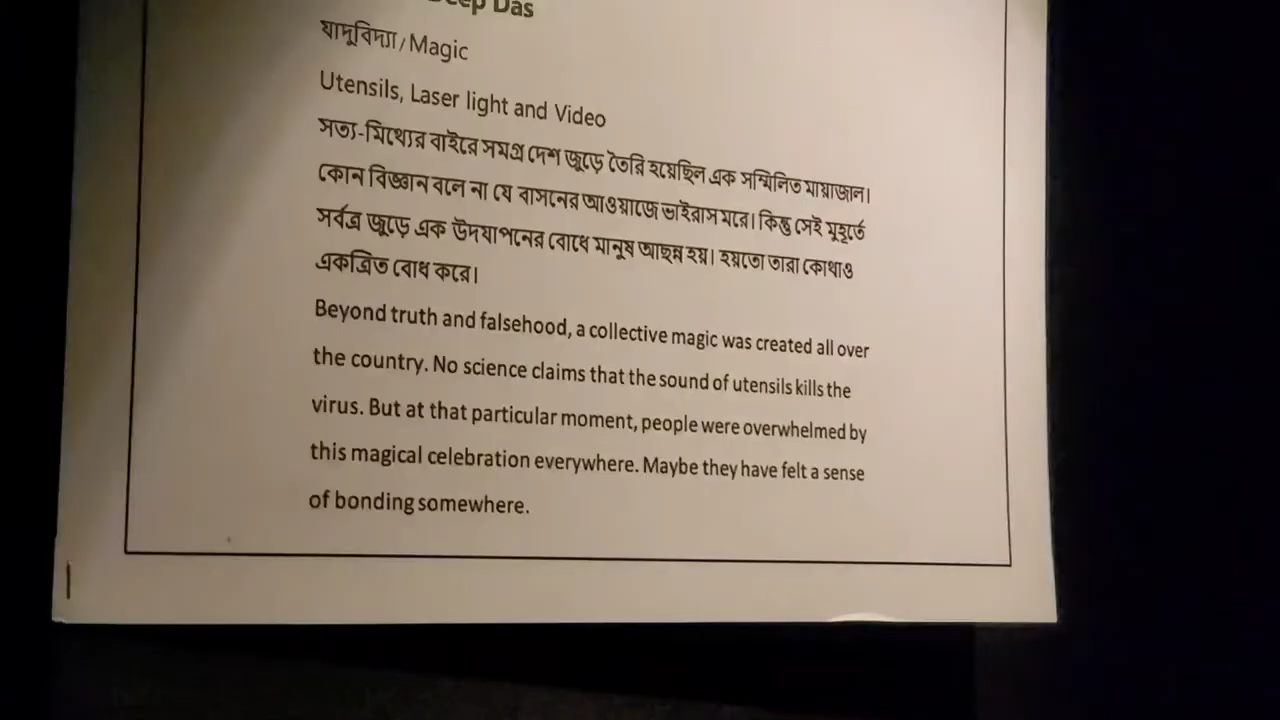 Deep Das
যাদুবিদ্যা/Magic
Utensils, Laser light and Video
সত্য-মিথ্যের বাইরে সমগ্র দেশ জুড়ে তৈরি হয়েছিল এক সম্মিলিত মায়াজাল।
কোন বিজ্ঞান বলে না যে বাসনের আওয়াজে ভাইরাস মরে। কিন্তু সেই মুহূর্তে
সর্বত্র জুড়ে এক উদযাপনের বোধে মানুষ আছন্ন হয়। হয়তো তারা কোথাও
একত্রিত বোধ করে।
Beyond truth and falsehood, a collective magic was created all over
the country. No science claims that the sound of utensils kills the
virus. But at that particular moment, people were overwhelmed by
this magical celebration everywhere. Maybe they have felt a sense
of bonding somewhere.